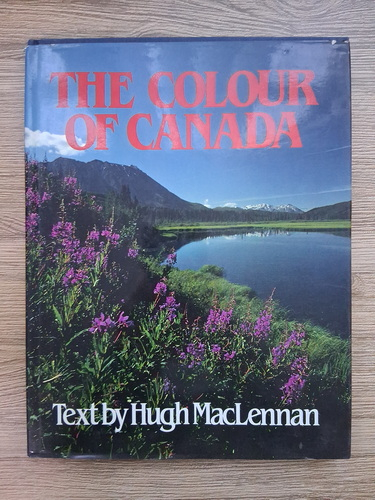 THE COLOUR
OF CANADA
Text by Hugh MacLennan